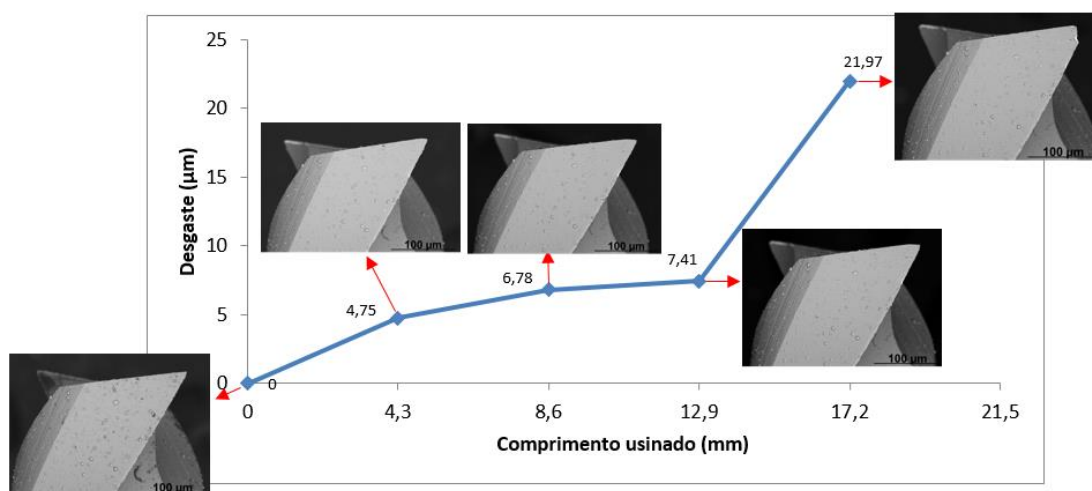 25
20
15
10
5
0
Desgaste (µm)
21,97
100 µm
100 µm
100 µm
4,75
6,78
7,41
100 µm
0
100 µm
0
4,3
8,6
12,9
17,2
21,5
Comprimento usinado (mm)